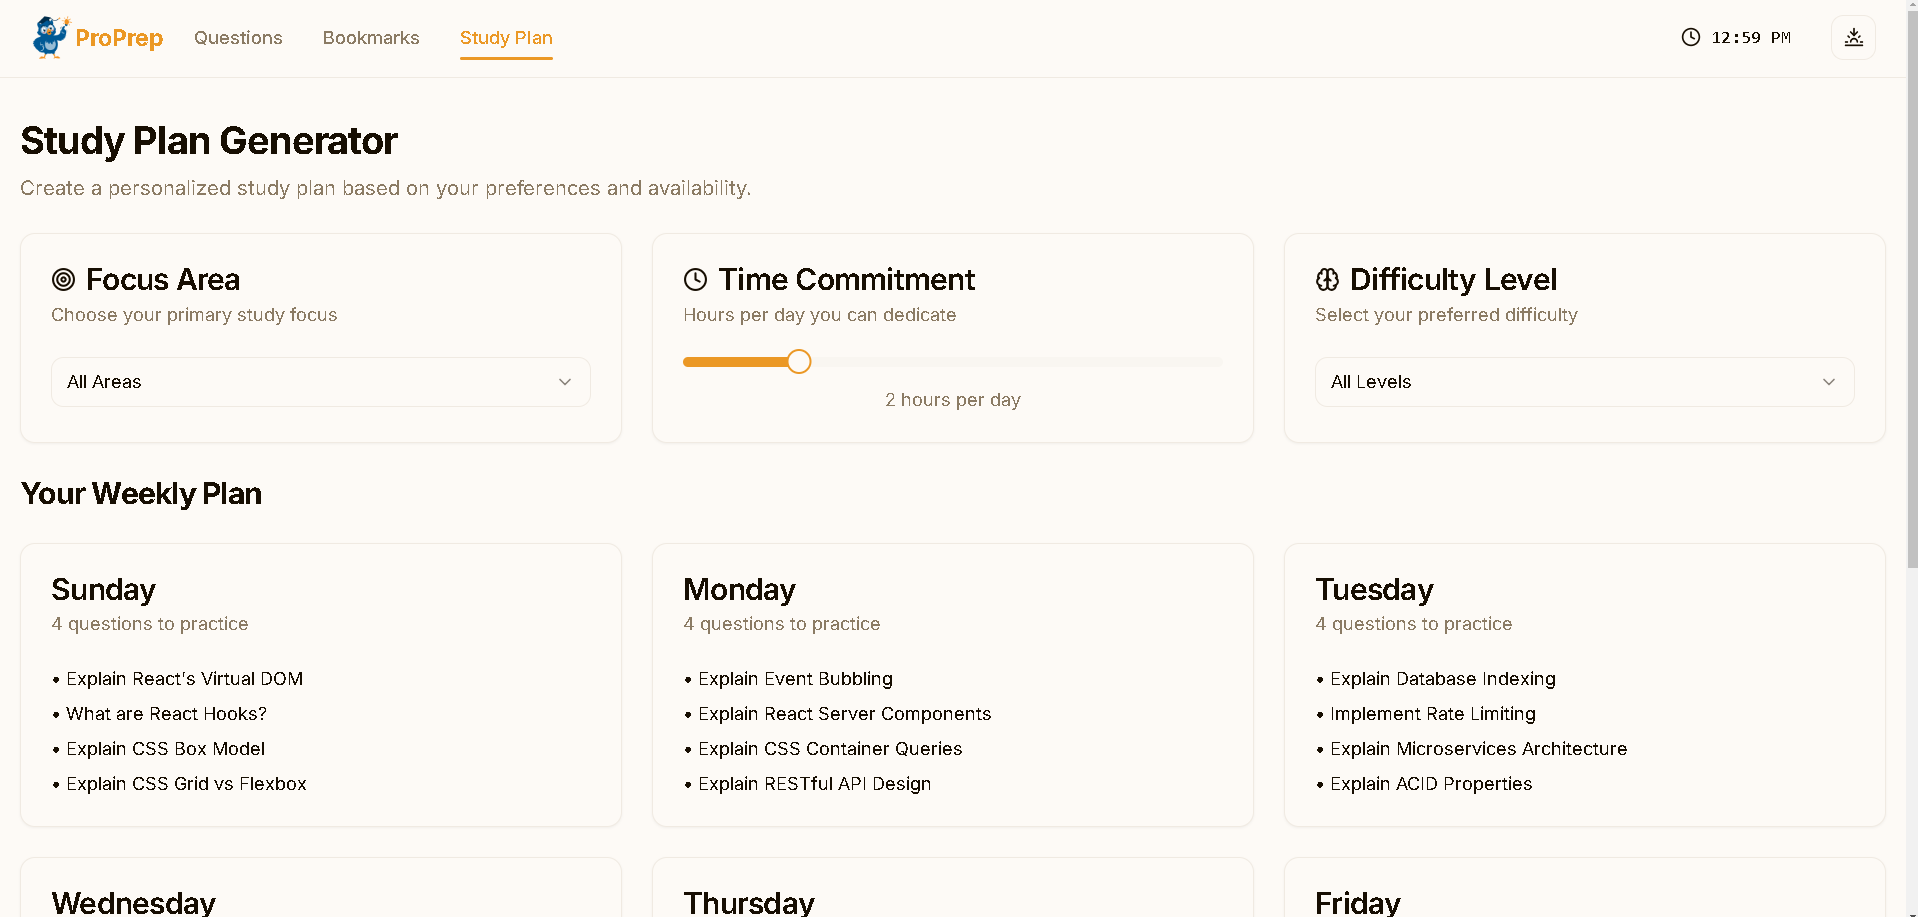 ProPrep Questions Bookmarks Study Plan 12:59 PM
Study Plan Generator
Create a personalized study plan based on your preferences and availability.
Focus Area
Choose your primary study focus
All Areas
Time Commitment
Hours per day you can dedicate
2 hours per day
Difficulty Level
Select your preferred difficulty
All Levels
Your Weekly Plan
Sunday
4 questions to practice
• Explain React's Virtual DOM
• What are React Hooks?
• Explain CSS Box Model
• Explain CSS Grid vs Flexbox
Monday
4 questions to practice
• Explain Event Bubbling
• Explain React Server Components
• Explain CSS Container Queries
• Explain RESTful API Design
Tuesday
4 questions to practice
• Explain Database Indexing
• Implement Rate Limiting
• Explain Microservices Architecture
• Explain ACID Properties
Wednesday
Thursday
Friday